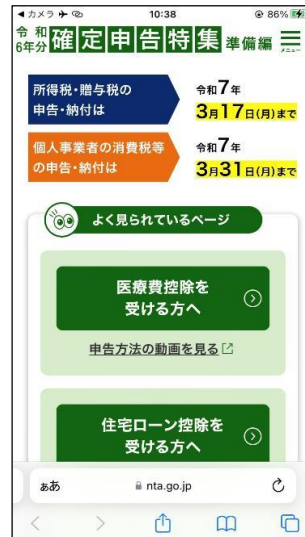 ◀カメラ
10:38
86%
令和
6年分
確定申告特集 準備編
メニュー
所得税・贈与税の
申告・納付は
令和7年
3月17日(月)まで
個人事業者の消費税等
の申告・納付は
令和7年
3月31日(月)まで
よく見られているページ
医療費控除を
受ける方へ
申告方法の動画を見る
住宅ローン控除を
受ける方へ
ぁあ
nta.go.jp